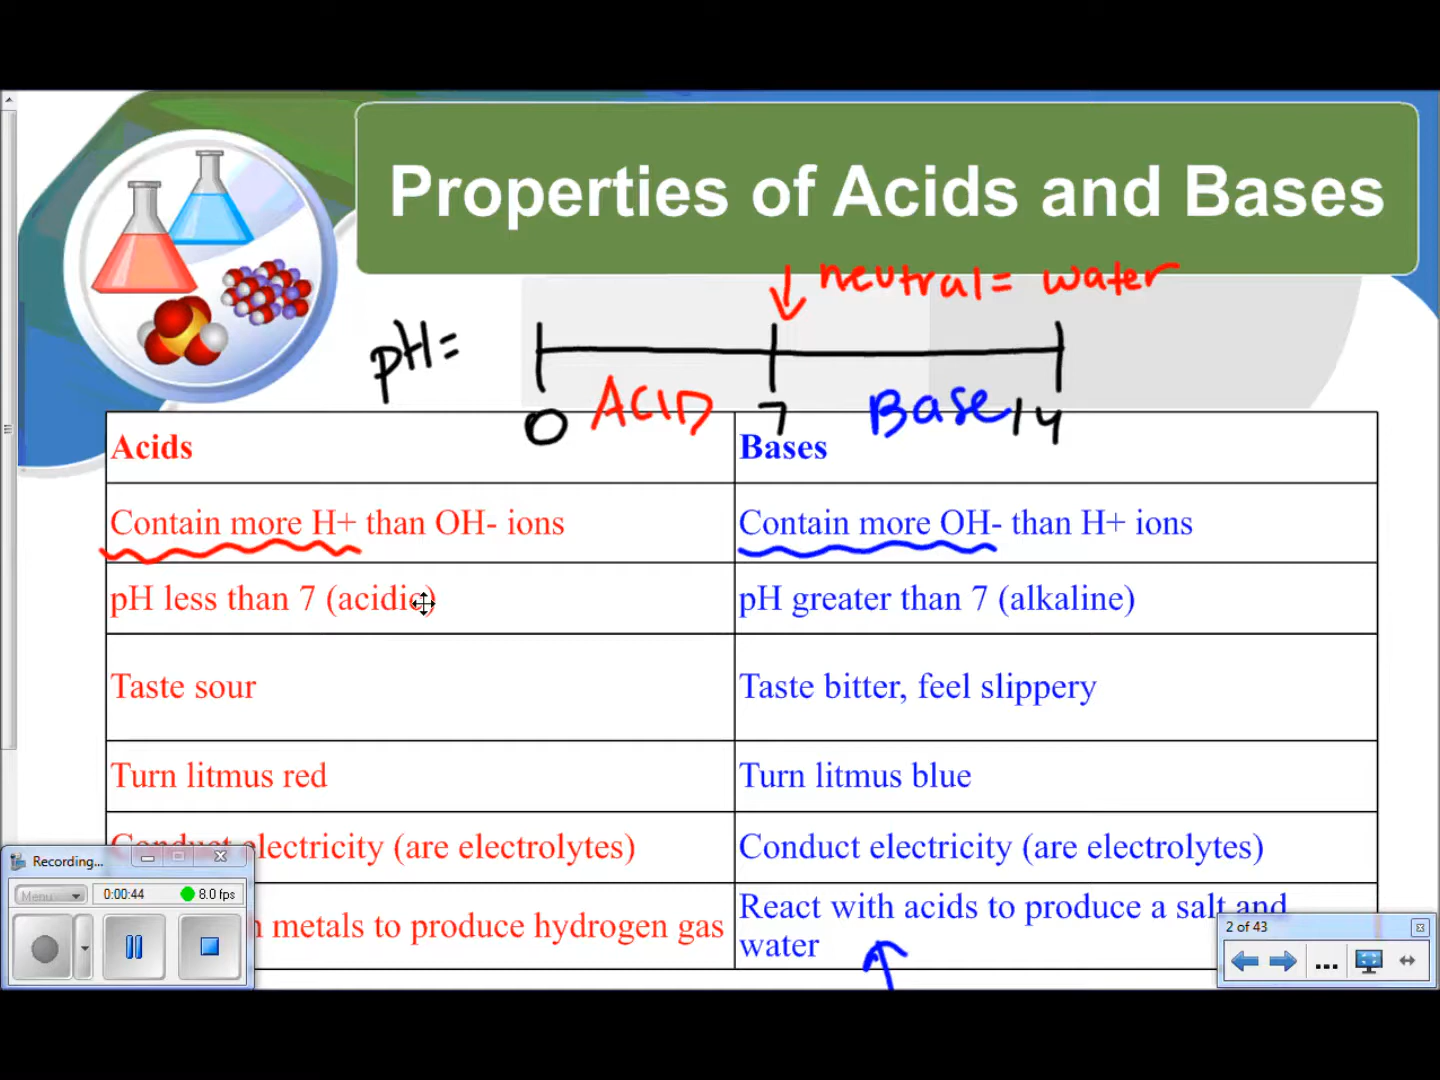 Properties of Acids and Bases
neutral = water
pH=
0 ACID 7 Base 14
Acids
Bases
Contain more H+ than OH- ions
Contain more OH- than H+ ions
pH less than 7 (acidic)
pH greater than 7 (alkaline)
Taste sour
Taste bitter, feel slippery
Turn litmus red
Turn litmus blue
Conduct electricity (are electrolytes)
Conduct electricity (are electrolytes)
metals to produce hydrogen gas
React with acids to produce a salt and
water
Recording...
Menu
0:00:44
8.0 fps
2 of 43
...